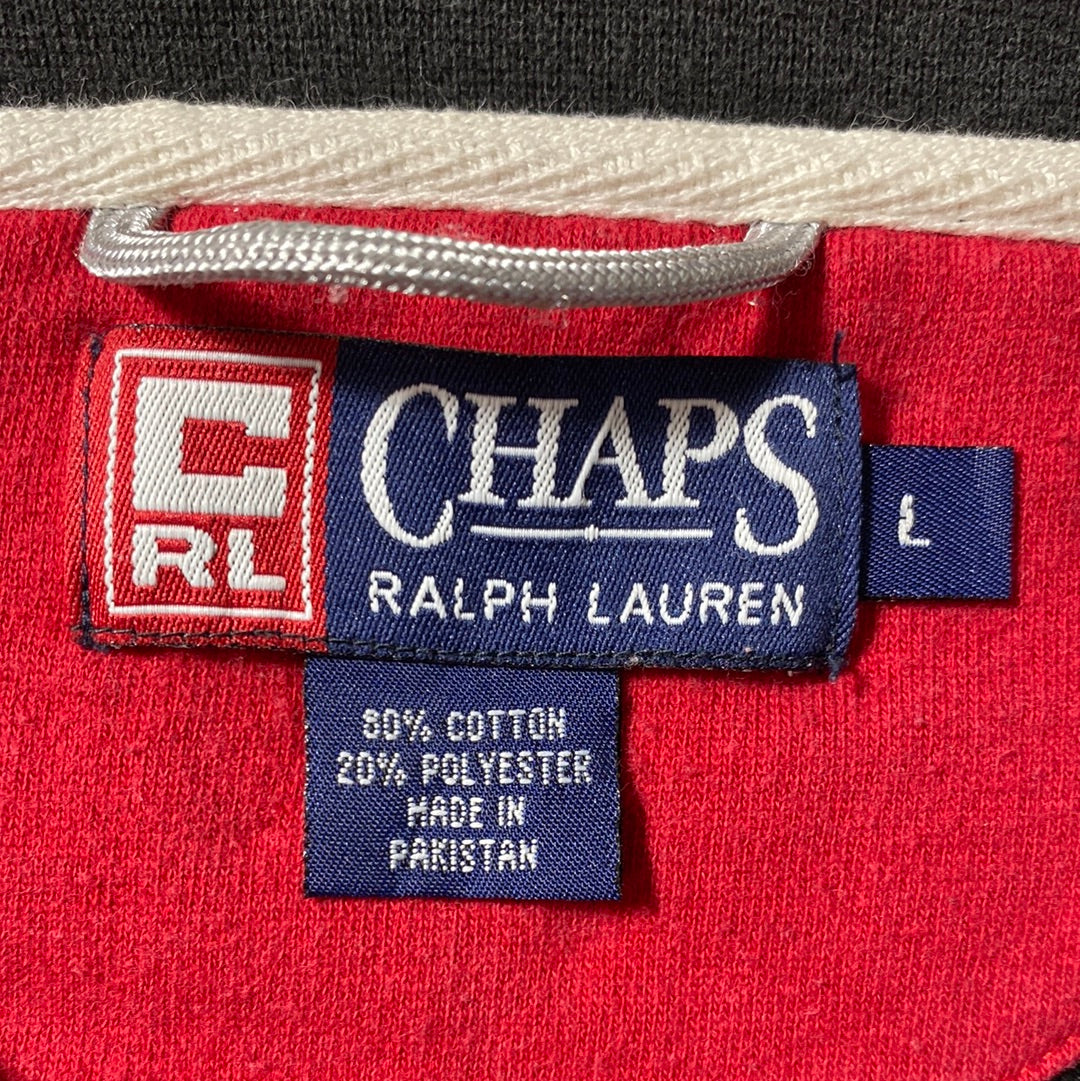 C
RL
CHAPS
RALPH LAUREN
L
80% COTTON
20% POLYESTER
MADE IN
PAKISTAN